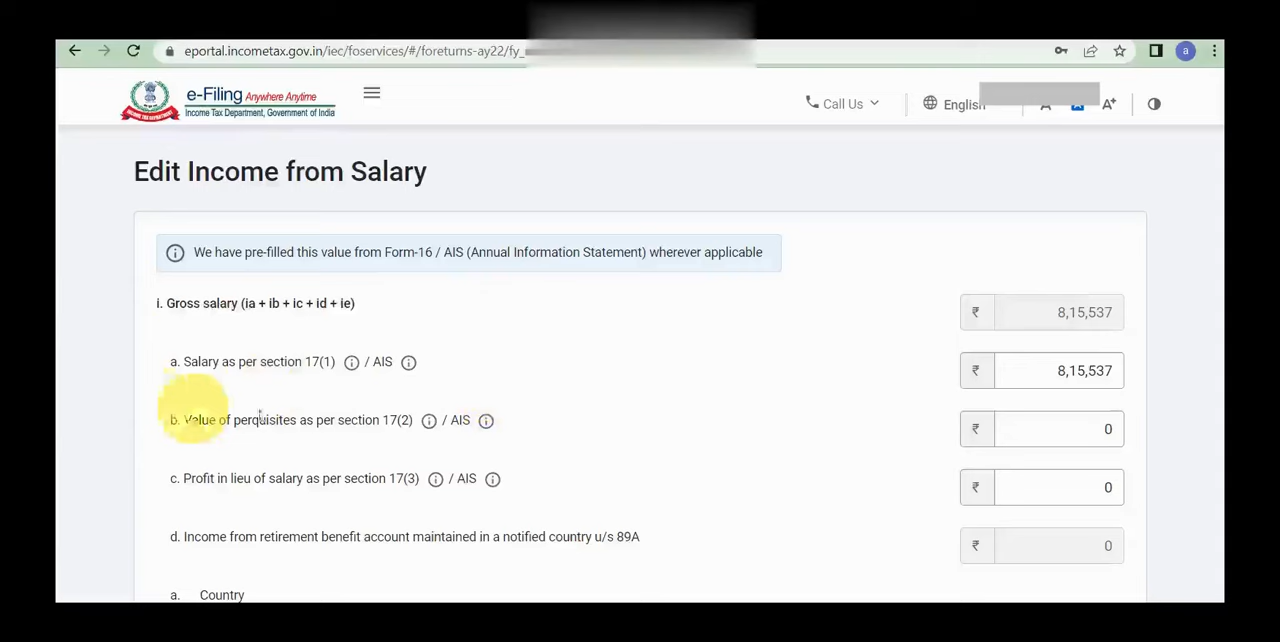 eportal.incometax.gov.in/iec/foservices/#/foreturns-ay22/fy_
a
e-Filing Anywhere Anytime
Income Tax Department, Government of India
Call Us
English
A+
Edit Income from Salary
We have pre-filled this value from Form-16 / AIS (Annual Information Statement) wherever applicable
i. Gross salary (ia + ib + ic + id + ie) ₹ 8,15,537
a. Salary as per section 17(1) / AIS ₹ 8,15,537
b. Value of perquisites as per section 17(2) / AIS ₹ 0
c. Profit in lieu of salary as per section 17(3) / AIS ₹ 0
d. Income from retirement benefit account maintained in a notified country u/s 89A ₹ 0
a. Country